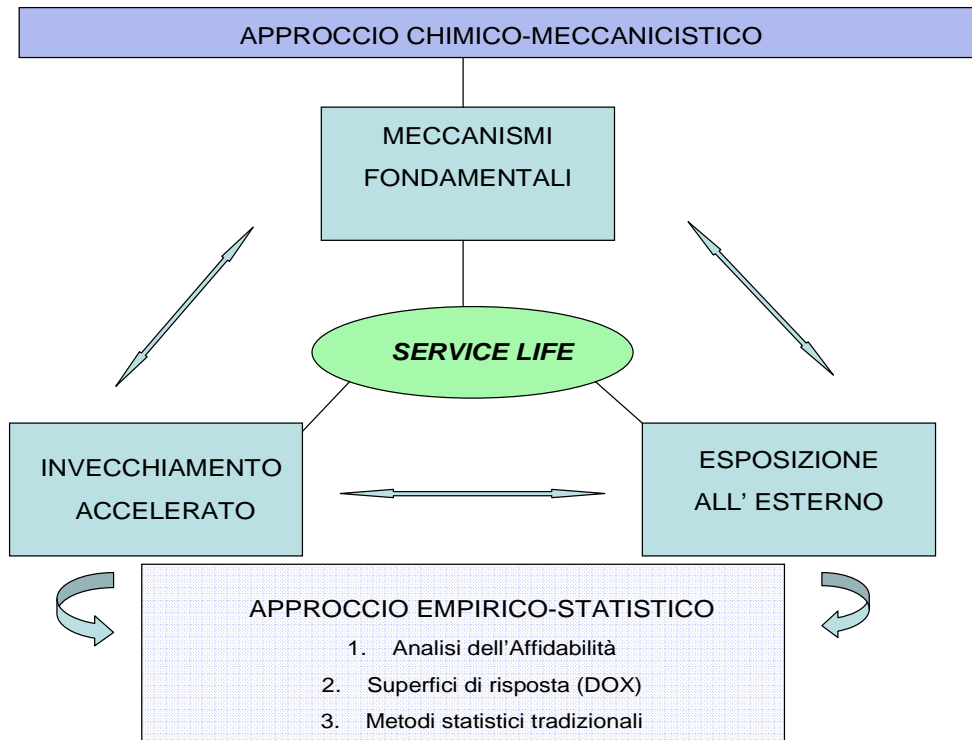 APPROCCIO CHIMICO-MECCANICISTICO
MECCANISMI
FONDAMENTALI
SERVICE LIFE
INVECCHIAMENTO
ACCELERATO
ESPOSIZIONE
ALL' ESTERNO
APPROCCIO EMPIRICO-STATISTICO
1. Analisi dell'Affidabilità
2. Superfici di risposta (DOX)
3. Metodi statistici tradizionali